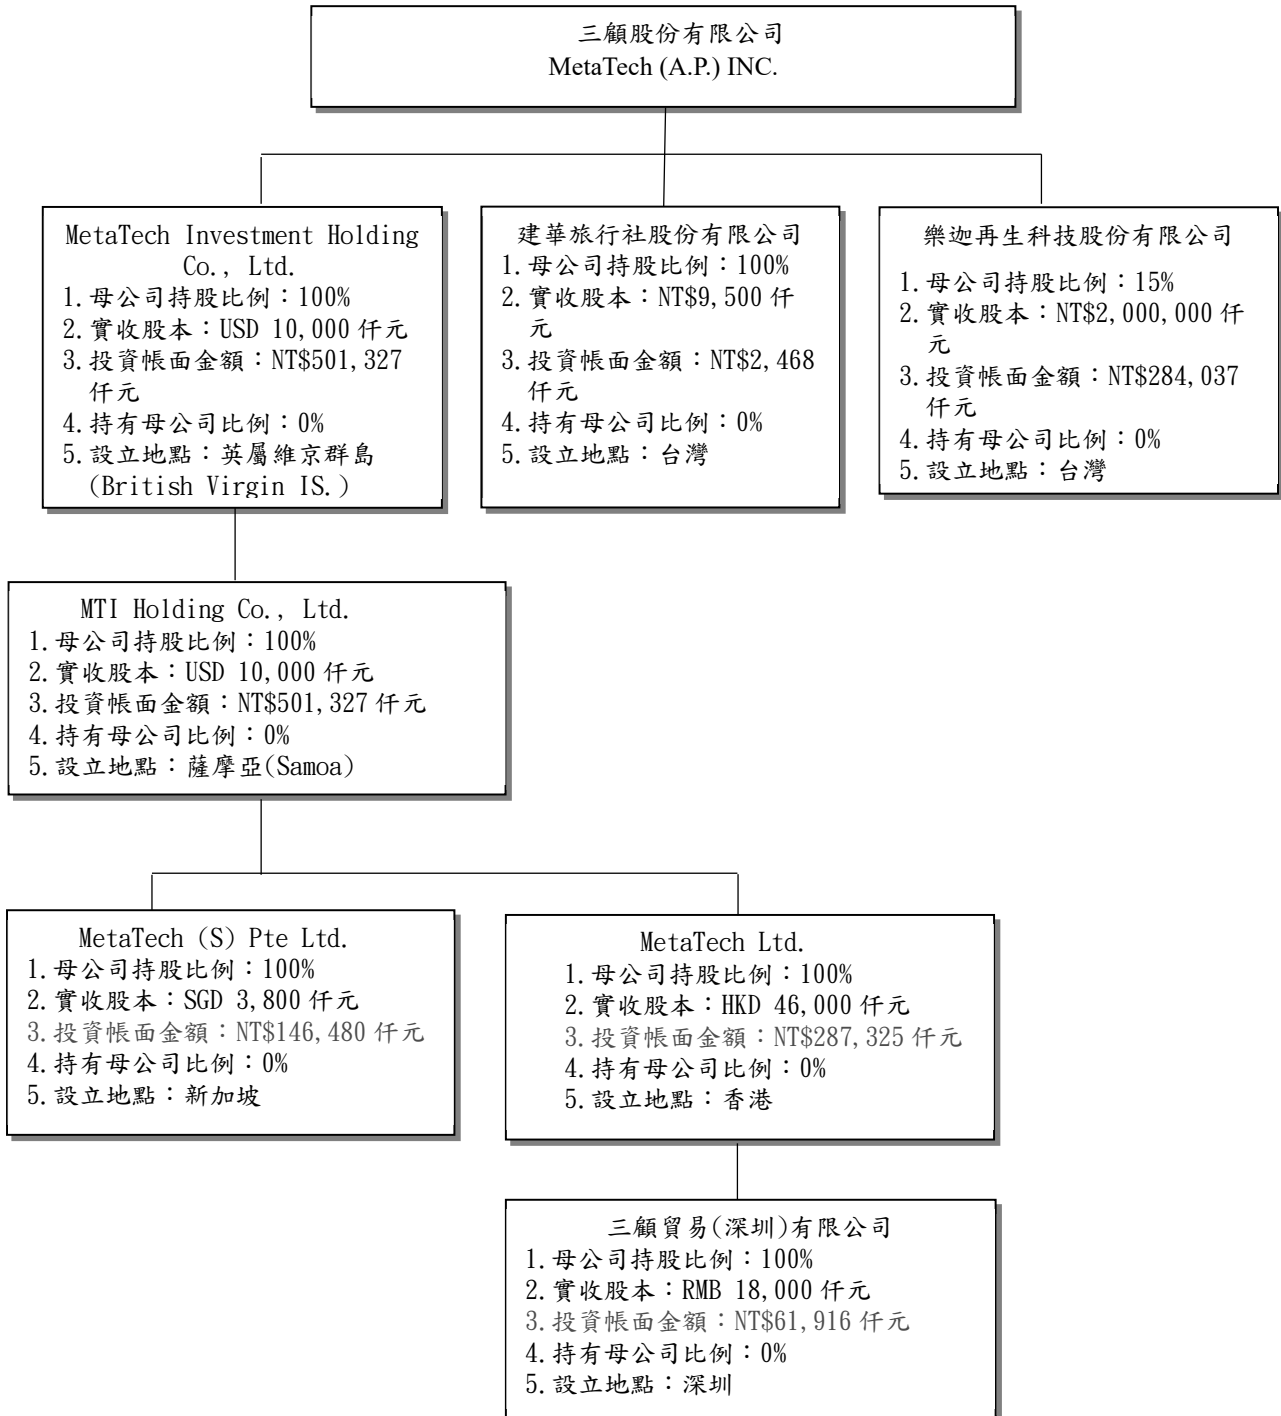 三顧股份有限公司
MetaTech (A.P.) INC.
MetaTech Investment Holding
Co., Ltd.
1.母公司持股比例：100%
2.實收股本：USD 10,000 仟元
3.投資帳面金額：NT$501,327
仟元
4.持有母公司比例：0%
5.設立地點：英屬維京群島
(British Virgin IS.)
建華旅行社股份有限公司
1.母公司持股比例：100%
2.實收股本：NT$9,500 仟
元
3.投資帳面金額：NT$2,468
仟元
4.持有母公司比例：0%
5.設立地點：台灣
樂迦再生科技股份有限公司
1.母公司持股比例：15%
2.實收股本：NT$2,000,000 仟
元
3.投資帳面金額：NT$284,037
仟元
4.持有母公司比例：0%
5.設立地點：台灣
MTI Holding Co., Ltd.
1.母公司持股比例：100%
2.實收股本：USD 10,000 仟元
3.投資帳面金額：NT$501,327 仟元
4.持有母公司比例：0%
5.設立地點：薩摩亞(Samoa)
MetaTech (S) Pte Ltd.
1.母公司持股比例：100%
2.實收股本：SGD 3,800 仟元
3.投資帳面金額：NT$146,480 仟元
4.持有母公司比例：0%
5.設立地點：新加坡
MetaTech Ltd.
1.母公司持股比例：100%
2.實收股本：HKD 46,000 仟元
3.投資帳面金額：NT$287,325 仟元
4.持有母公司比例：0%
5.設立地點：香港
三顧貿易(深圳)有限公司
1.母公司持股比例：100%
2.實收股本：RMB 18,000 仟元
3.投資帳面金額：NT$61,916 仟元
4.持有母公司比例：0%
5.設立地點：深圳